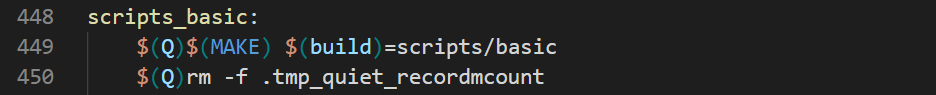 448 scripts_basic:
449 $(Q)$(MAKE) $(build)=scripts/basic
450 $(Q)rm -f .tmp_quiet_recordmcount